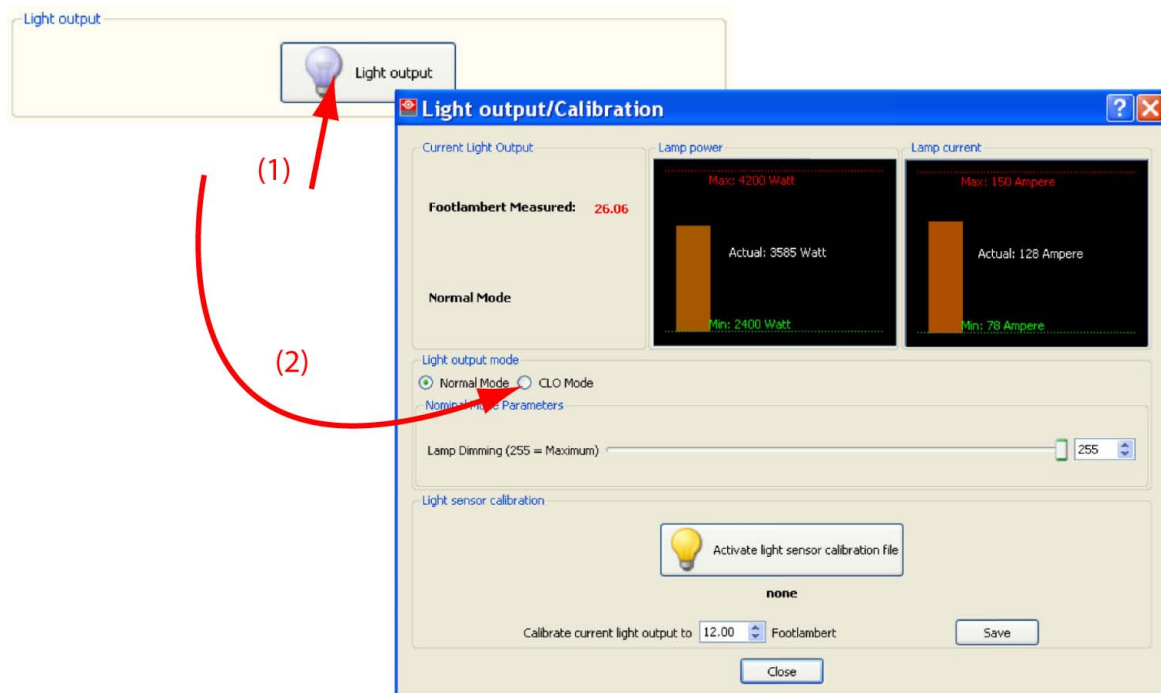 Light output
Light output
(1)
(2)
Light output/Calibration
Current Light Output
Footlambert Measured: 26.06
Normal Mode
Lamp power
Max: 4200 Watt
Actual: 3585 Watt
Min: 2400 Watt
Lamp current
Max: 150 Ampere
Actual: 128 Ampere
Min: 78 Ampere
Light output mode
Normal Mode CLO Mode
Nominal Mode Parameters
Lamp Dimming (255 = Maximum) 255
Light sensor calibration
Activate light sensor calibration file
none
Calibrate current light output to 12.00 Footlambert Save
Close